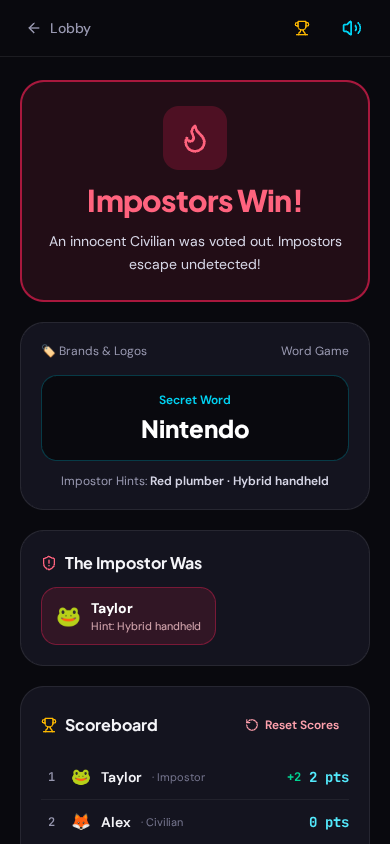 Lobby
Impostors Win!
An innocent Civilian was voted out. Impostors
escape undetected!
Brands & Logos
Word Game
Secret Word
Nintendo
Impostor Hints: Red plumber · Hybrid handheld
The Impostor Was
Taylor
Hint: Hybrid handheld
Scoreboard
Reset Scores
1 Taylor · Impostor +2 2 pts
2 Alex · Civilian 0 pts